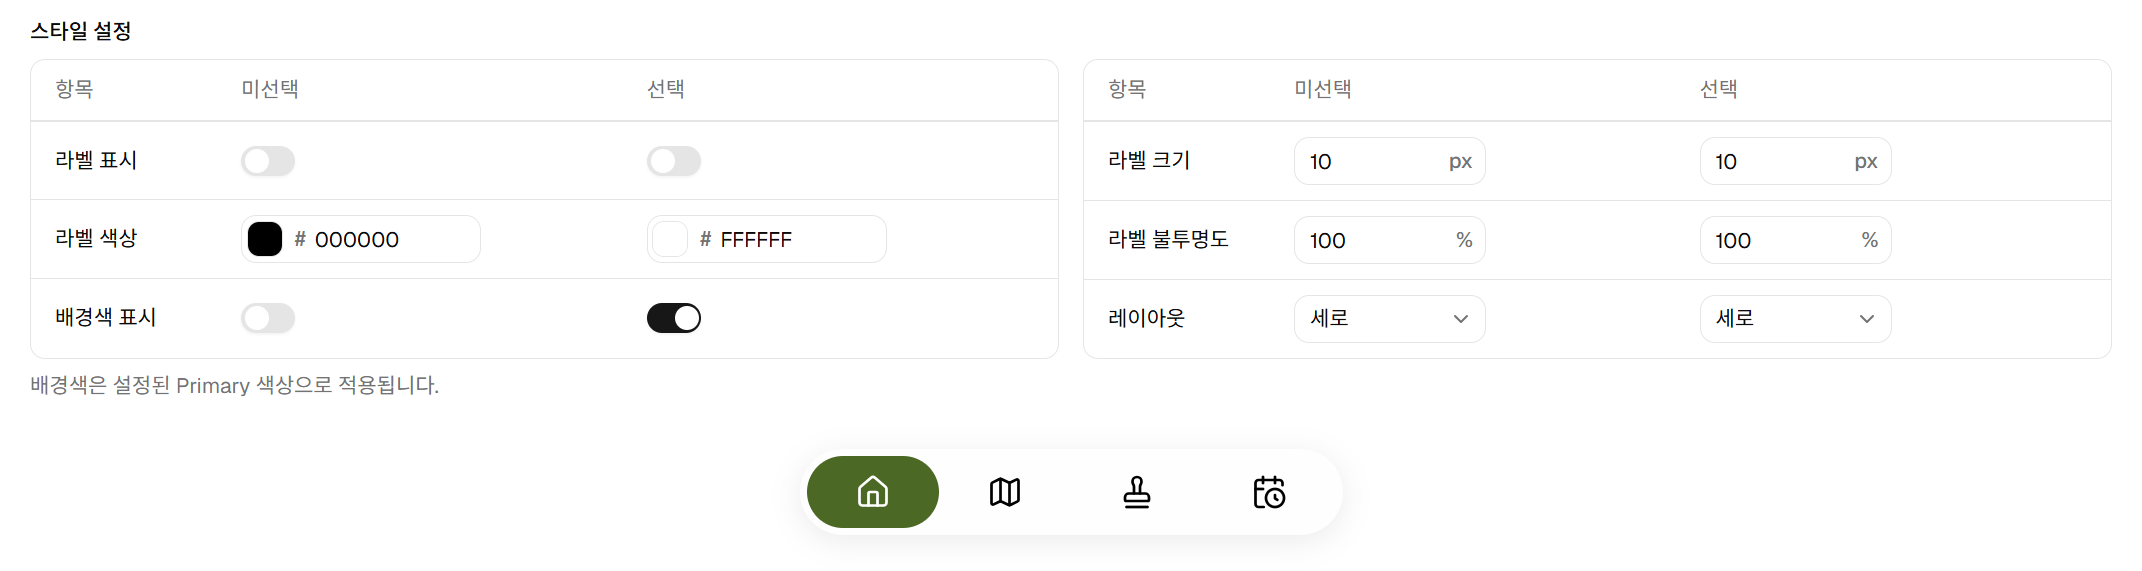 스타일 설정
항목 미선택 선택
라벨 표시
라벨 색상 # 000000 # FFFFFF
배경색 표시
배경색은 설정된 Primary 색상으로 적용됩니다.
항목 미선택 선택
라벨 크기 10 px 10 px
라벨 불투명도 100 % 100 %
레이아웃 세로 세로